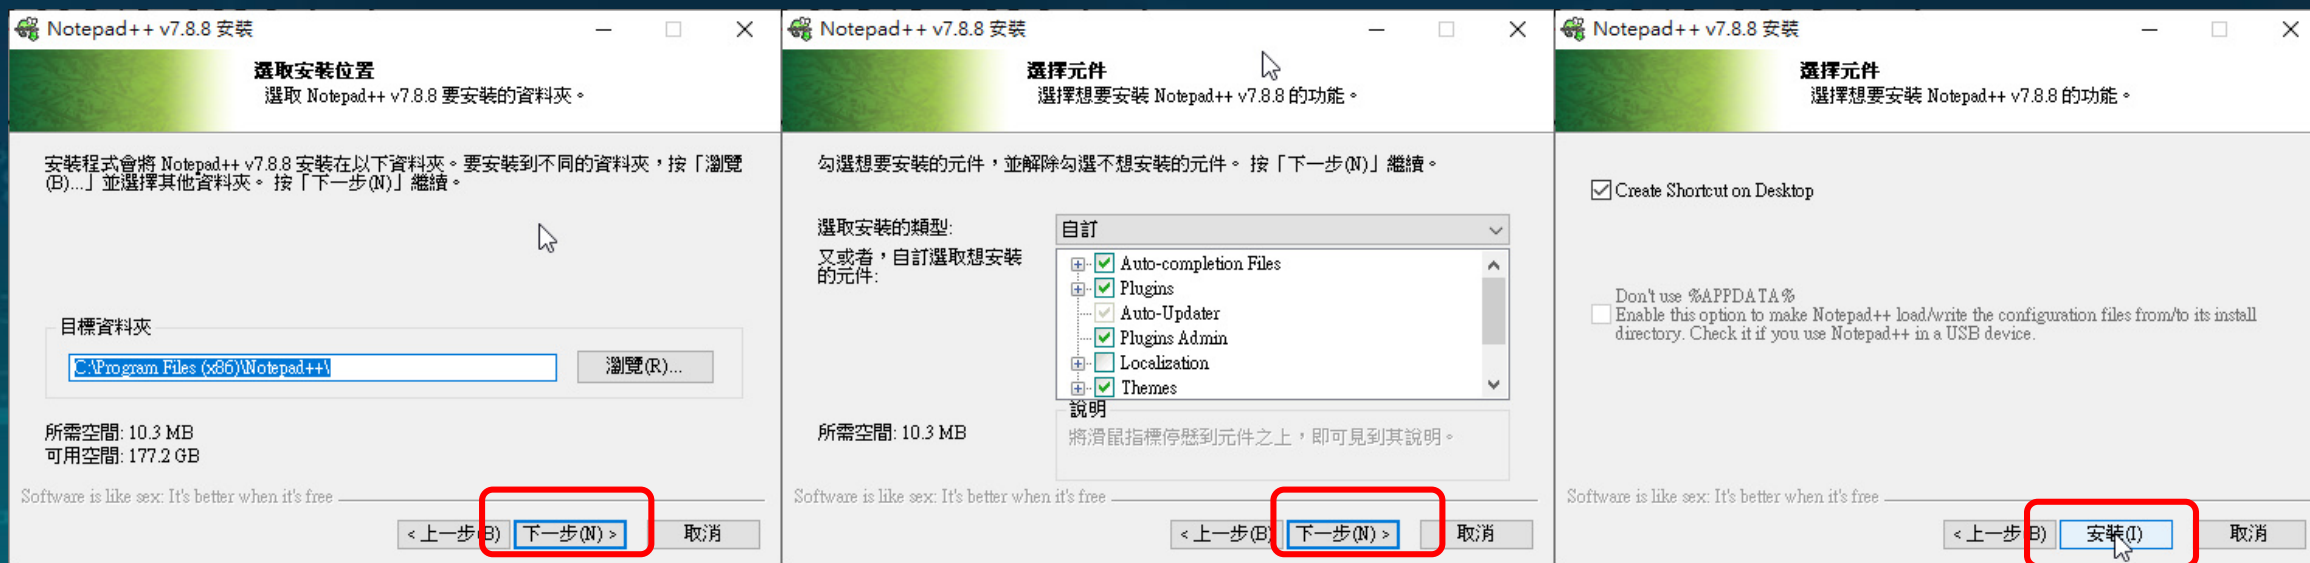 Notepad++ v7.8.8 安裝
選取安裝位置
選取 Notepad++ v7.8.8 要安裝的資料夾。
安裝程式會將 Notepad++ v7.8.8 安裝在以下資料夾。要安裝到不同的資料夾，按「瀏覽
(B)...」並選擇其他資料夾。 按「下一步(N)」繼續。
目標資料夾
C:\Program Files (x86)\Notepad++\
瀏覽(R)...
所需空間: 10.3 MB
可用空間: 177.2 GB
Software is like sex: It's better when it's free
< 上一步(B)
下一步(N) >
取消
Notepad++ v7.8.8 安裝
選擇元件
選擇想要安裝 Notepad++ v7.8.8 的功能。
勾選想要安裝的元件，並解除勾選不想安裝的元件。 按「下一步(N)」繼續。
選取安裝的類型:
自訂
又或者，自訂選取想安裝
的元件:
Auto-completion Files
Plugins
Auto-Updater
Plugins Admin
Localization
Themes
所需空間: 10.3 MB
說明
將滑鼠指標停懸到元件之上，即可見到其說明。
Software is like sex: It's better when it's free
< 上一步(B)
下一步(N) >
取消
Notepad++ v7.8.8 安裝
選擇元件
選擇想要安裝 Notepad++ v7.8.8 的功能。
Create Shortcut on Desktop
Don't use %APPDATA%
Enable this option to make Notepad++ load/write the configuration files from/to its install
directory. Check it if you use Notepad++ in a USB device.
Software is like sex: It's better when it's free
< 上一步(B)
安裝(I)
取消